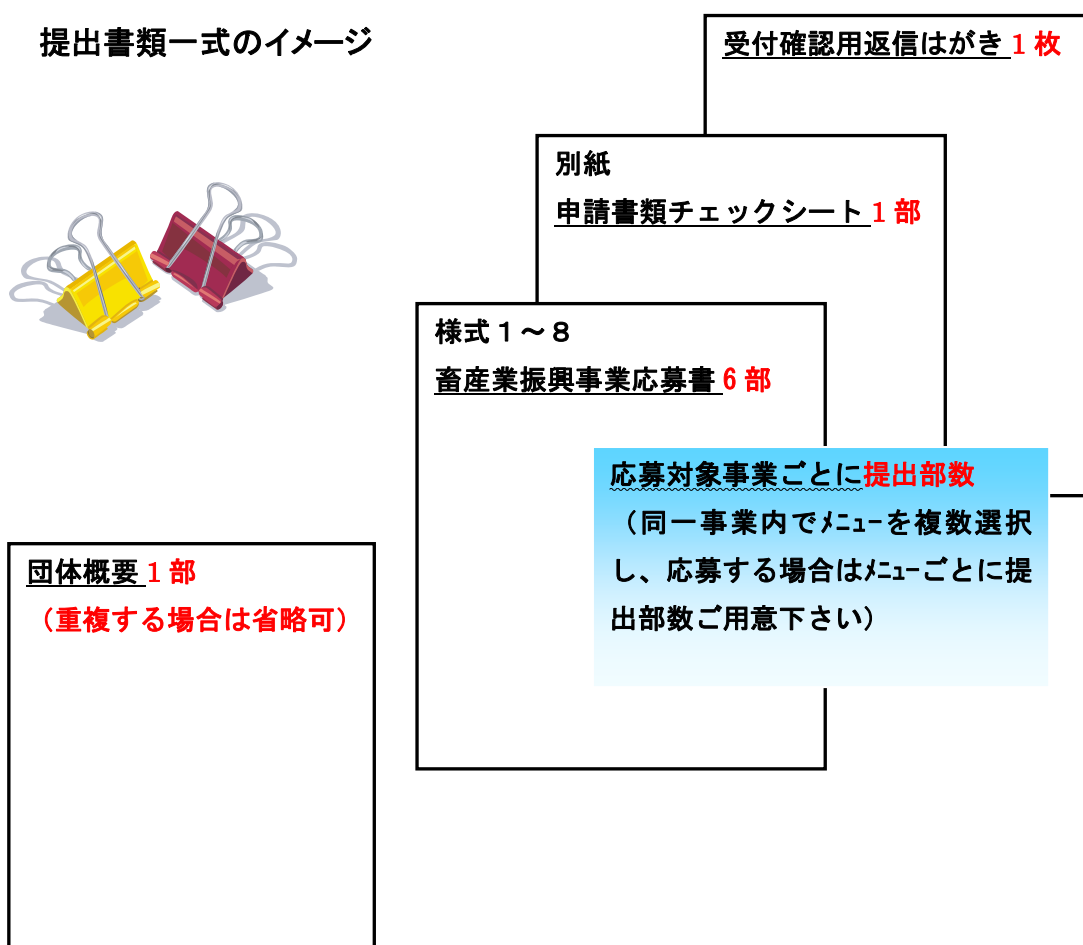 提出書類一式のイメージ
受付確認用返信はがき 1 枚
別紙
申請書類チェックシート 1 部
様式1~8
畜産業振興事業応募書 6 部
応募対象事業ごとに提出部数
(同一事業内でメニューを複数選択
し、応募する場合はメニューごとに提
出部数ご用意下さい)
団体概要 1 部
(重複する場合は省略可)